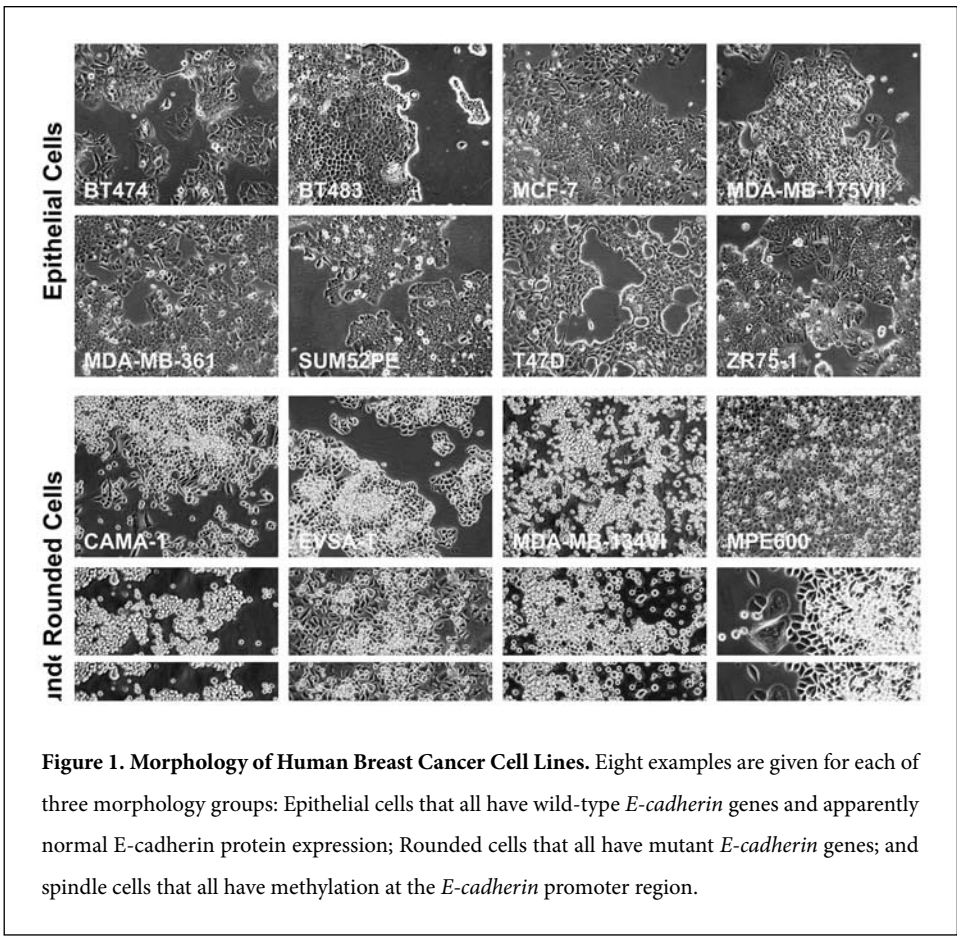 Epithelial Cells
BT474
BT483
MCF-7
MDA-MB-175VII
MDA-MB-361
SUM52PE
T47D
ZR75-1
Rounded Cells
CAMA-1
EVSA-T
MDA-MB-134VI
MPE600
Figure 1. Morphology of Human Breast Cancer Cell Lines. Eight examples are given for each of
three morphology groups: Epithelial cells that all have wild-type E-cadherin genes and apparently
normal E-cadherin protein expression; Rounded cells that all have mutant E-cadherin genes; and
spindle cells that all have methylation at the E-cadherin promoter region.